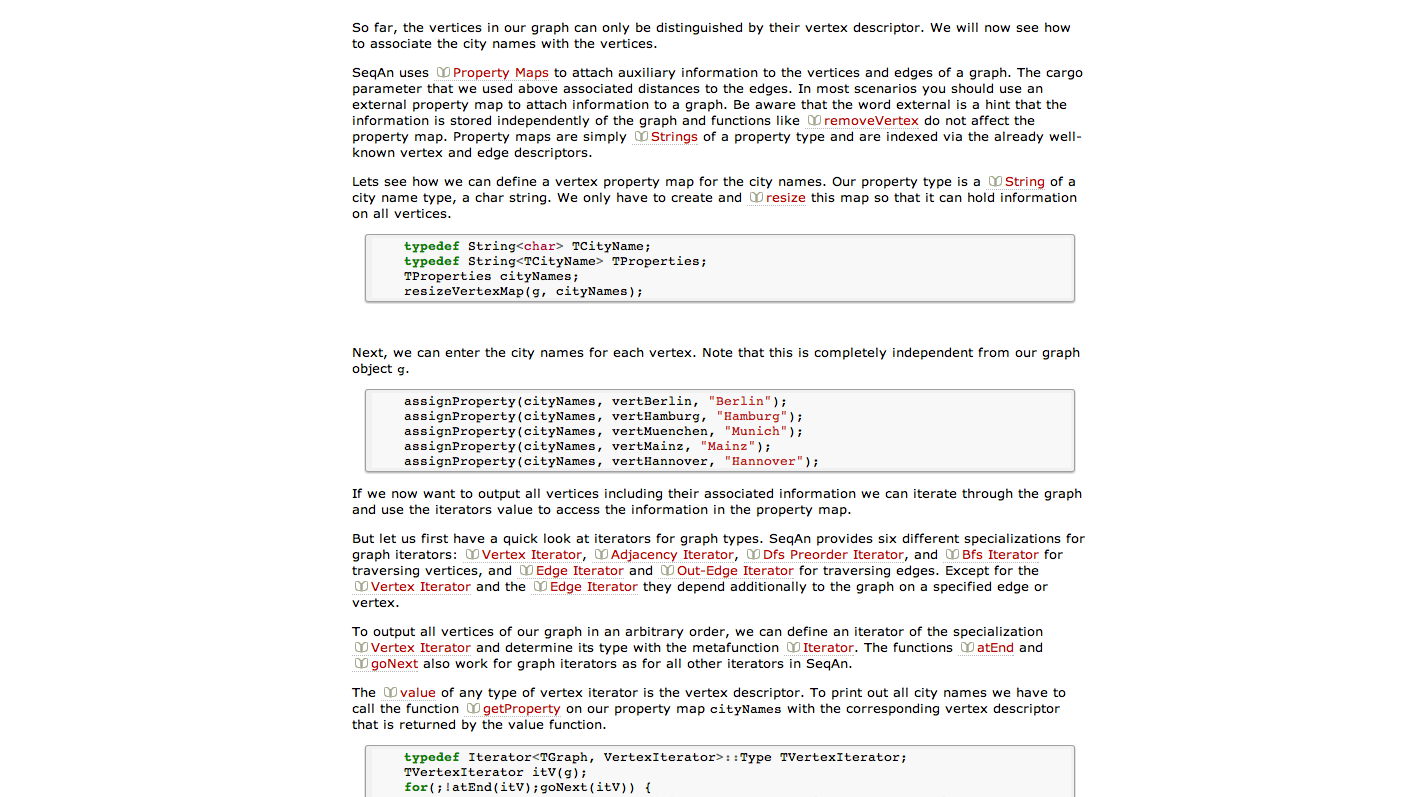 So far, the vertices in our graph can only be distinguished by their vertex descriptor. We will now see how
to associate the city names with the vertices.
SeqAn uses Property Maps to attach auxiliary information to the vertices and edges of a graph. The cargo
parameter that we used above associated distances to the edges. In most scenarios you should use an
external property map to attach information to a graph. Be aware that the word external is a hint that the
information is stored independently of the graph and functions like removeVertex do not affect the
property map. Property maps are simply Strings of a property type and are indexed via the already well-
known vertex and edge descriptors.
Lets see how we can define a vertex property map for the city names. Our property type is a String of a
city name type, a char string. We only have to create and resize this map so that it can hold information
on all vertices.
typedef String<char> TCityName;
typedef String<TCityName> TProperties;
TProperties cityNames;
resizeVertexMap(g, cityNames);
Next, we can enter the city names for each vertex. Note that this is completely independent from our graph
object g.
assignProperty(cityNames, vertBerlin, "Berlin");
assignProperty(cityNames, vertHamburg, "Hamburg");
assignProperty(cityNames, vertMuenchen, "Munich");
assignProperty(cityNames, vertMainz, "Mainz");
assignProperty(cityNames, vertHannover, "Hannover");
If we now want to output all vertices including their associated information we can iterate through the graph
and use the iterators value to access the information in the property map.
But let us first have a quick look at iterators for graph types. SeqAn provides six different specializations for
graph iterators: Vertex Iterator, Adjacency Iterator, Dfs Preorder Iterator, and Bfs Iterator for
traversing vertices, and Edge Iterator and Out-Edge Iterator for traversing edges. Except for the
Vertex Iterator and the Edge Iterator they depend additionally to the graph on a specified edge or
vertex.
To output all vertices of our graph in an arbitrary order, we can define an iterator of the specialization
Vertex Iterator and determine its type with the metafunction Iterator. The functions atEnd and
goNext also work for graph iterators as for all other iterators in SeqAn.
The value of any type of vertex iterator is the vertex descriptor. To print out all city names we have to
call the function getProperty on our property map cityNames with the corresponding vertex descriptor
that is returned by the value function.
typedef Iterator<TGraph, VertexIterator>::Type TVertexIterator;
TVertexIterator itV(g);
for(;!atEnd(itV);goNext(itV)) {